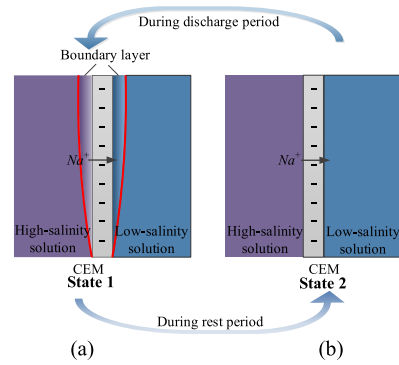 During discharge period
Boundary layer
Na+
High-salinity solution
Low-salinity solution
CEM
State 1
Na+
High-salinity solution
Low-salinity solution
CEM
State 2
During rest period
(a)
(b)